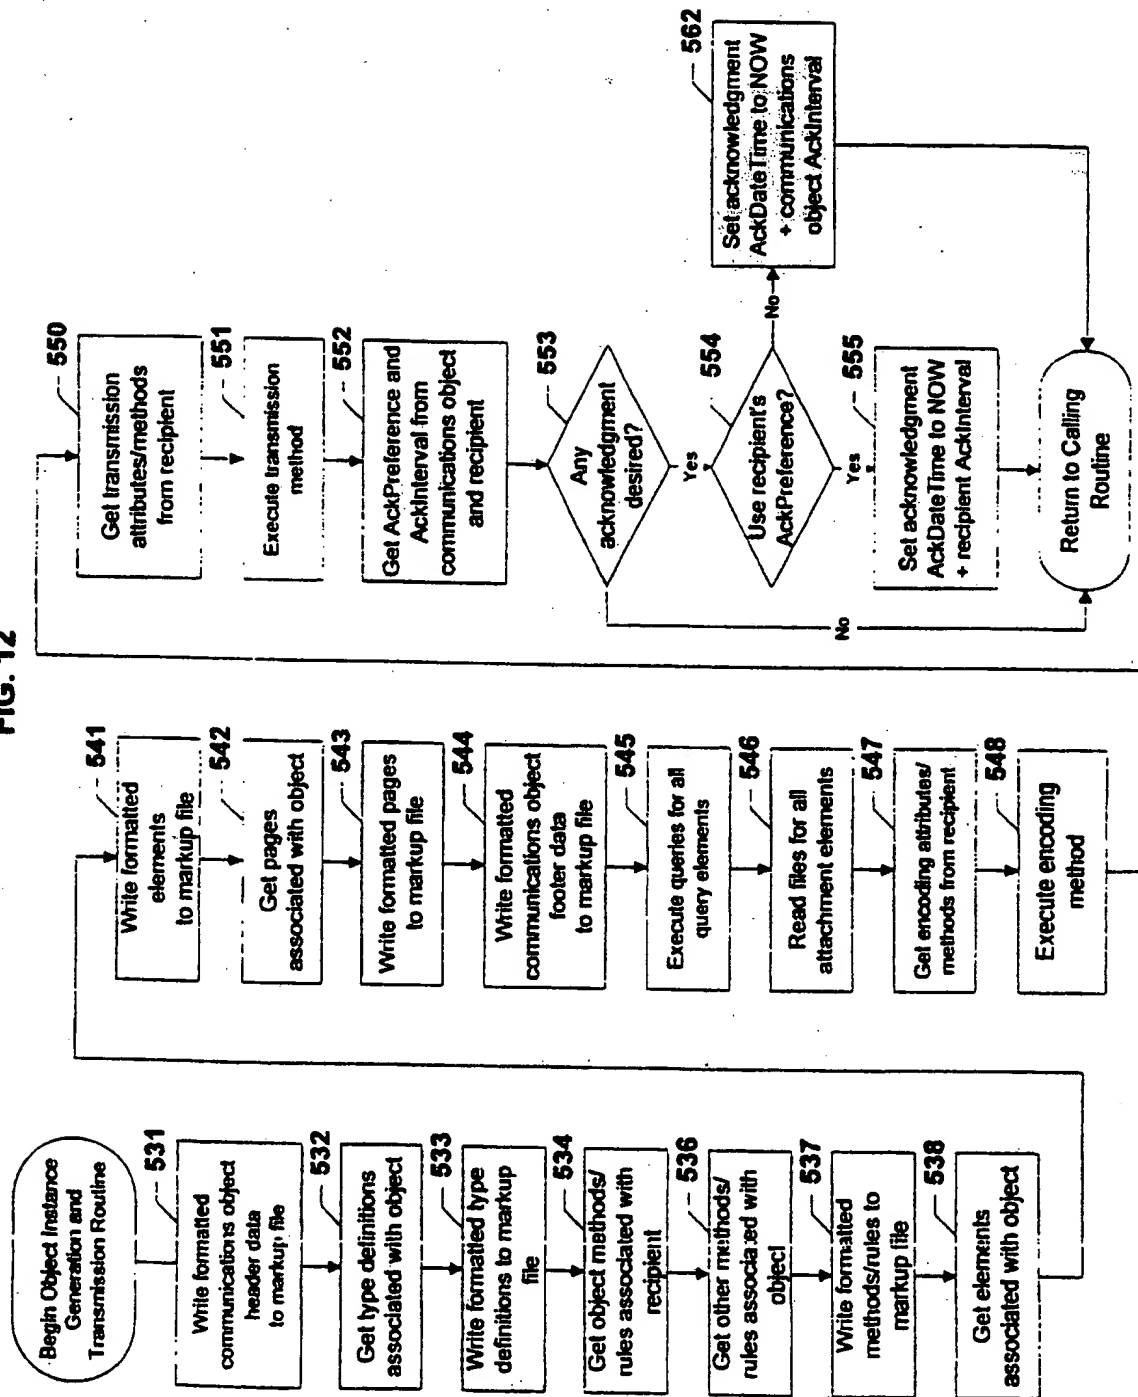 FIG. 12
Begin Object Instance
Generation and
Transmission Routine
531
Write formatted
communications object
header data
to markup file
532
Get type definitions
associated with object
533
Write formatted type
definitions to markup
file
534
Get object methods/
rules associated with
recipient
536
Get other methods/
rules associated with
object
537
Write formatted
methods/rules to
markup file
538
Get elements
associated with object
541
Write formatted
elements
to markup file
542
Get pages
associated with object
543
Write formatted pages
to markup file
544
Write formatted
communications object
footer data
to markup file
545
Execute queries for all
query elements
546
Read files for all
attachment elements
547
Get encoding attributes/
methods from recipient
548
Execute encoding
method
550
Get transmission
attributes/methods
from recipient
551
Execute transmission
method
552
Get AckPreference and
AckInterval from
communications object
and recipient
553
Any
acknowledgment
desired?
Yes
No
554
Use recipient's
AckPreference?
Yes
No
555
Set acknowledgment
AckDateTime to NOW
+ recipient AckInterval
562
Set acknowledgment
AckDateTime to NOW
+ communications
object AckInterval
Return to Calling
Routine